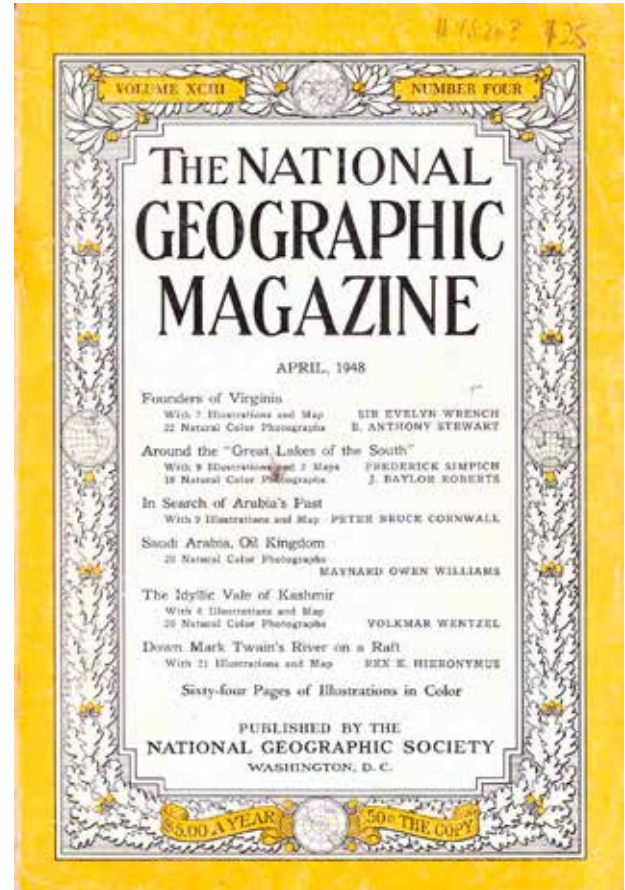 $25
VOLUME XCIII
NUMBER FOUR
THE NATIONAL
GEOGRAPHIC
MAGAZINE
APRIL, 1948
Founders of Virginia
With 7 Illustrations and Map SIR EVELYN WRENCH
22 Natural Color Photographs B. ANTHONY STEWART
Around the "Great Lakes of the South"
With 9 Illustrations and 2 Maps FREDERICK SIMPICH
18 Natural Color Photographs J. BAYLOR ROBERTS
In Search of Arabia's Past
With 9 Illustrations and Map PETER BRUCE CORNWALL
Saudi Arabia, Oil Kingdom
Natural Color Photographs
MAYNARD OWEN WILLIAMS
The Idyllic Vale of Kashmir
With 6 Illustrations and Map
20 Natural Color Photographs VOLKMAR WENTZEL
Down Mark Twain's River on a Raft
With 21 Illustrations and Map REX E. HIERONYMUS
Sixty-four Pages of Illustrations in Color
PUBLISHED BY THE
NATIONAL GEOGRAPHIC SOCIETY
WASHINGTON, D. C.
$5.00 A YEAR
50¢ THE COPY